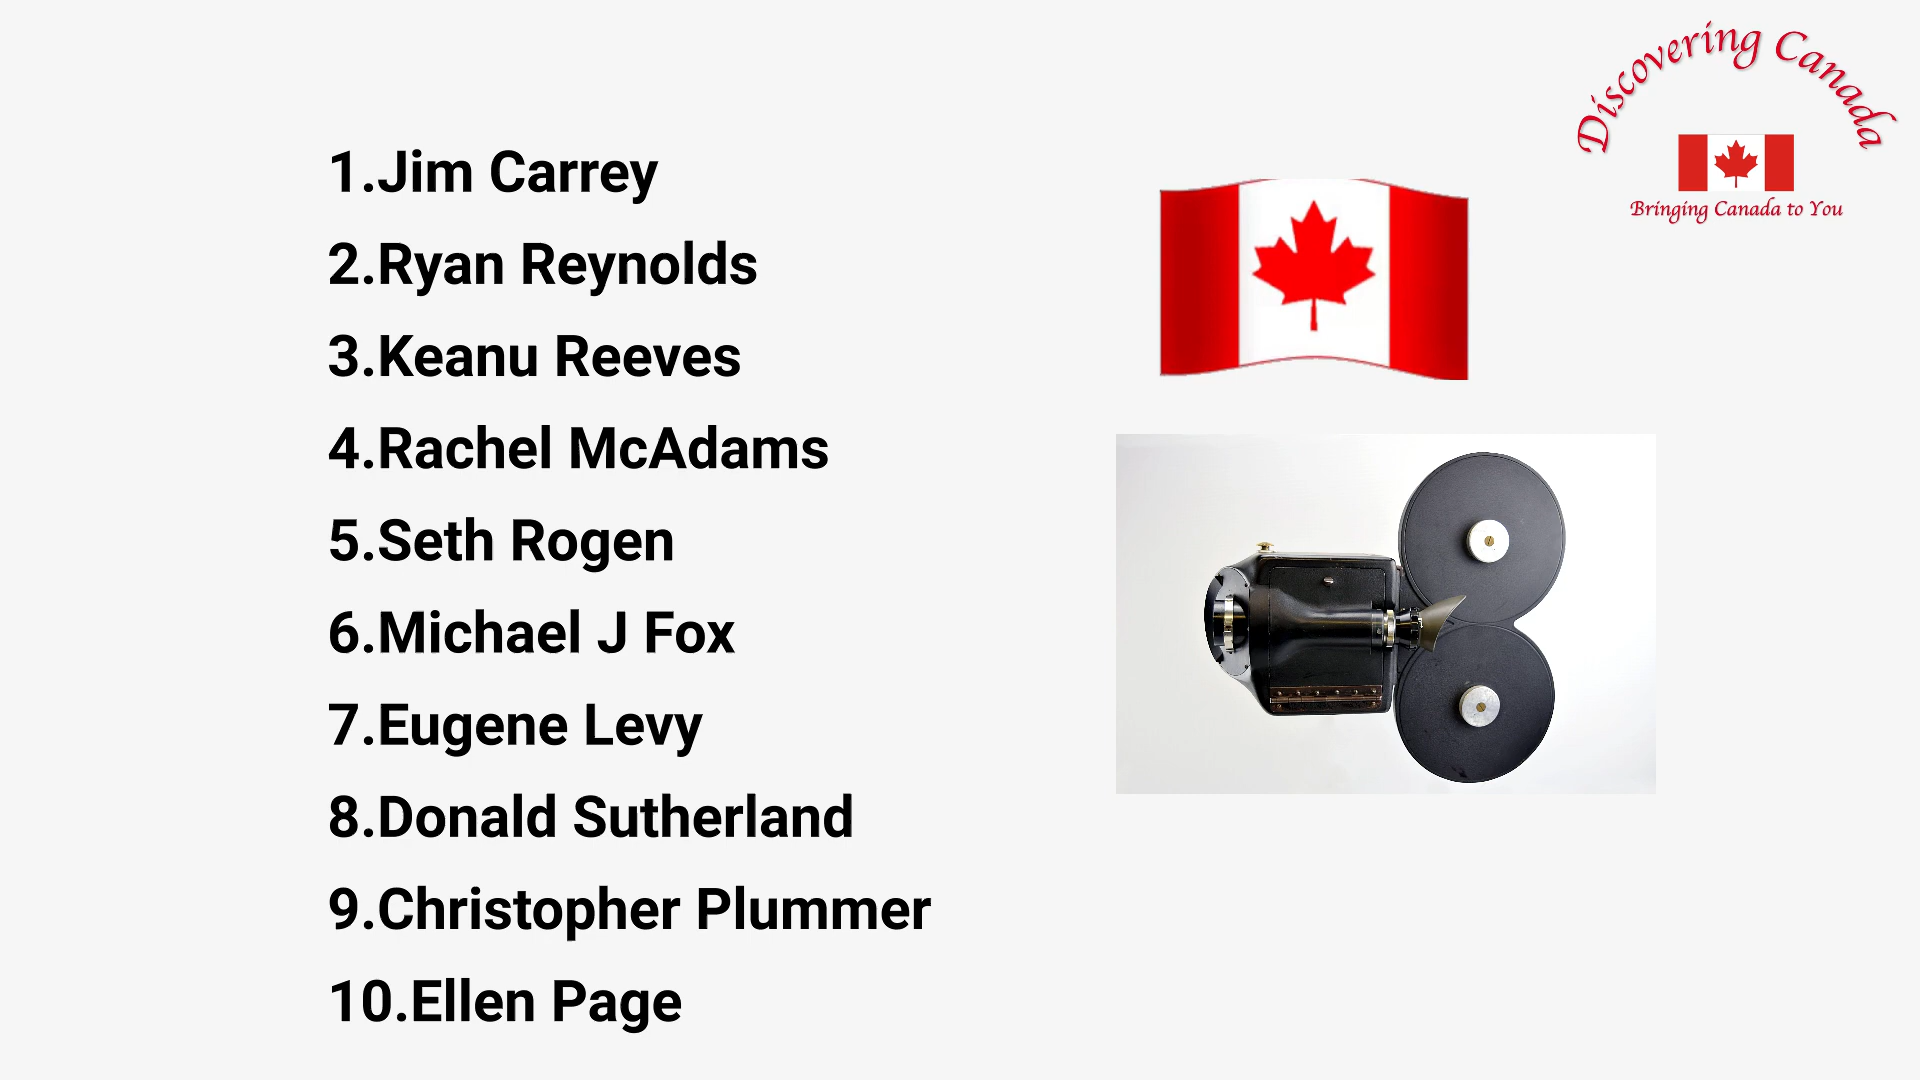 Discovering Canada
Bringing Canada to You
1.Jim Carrey
2.Ryan Reynolds
3.Keanu Reeves
4.Rachel McAdams
5.Seth Rogen
6.Michael J Fox
7.Eugene Levy
8.Donald Sutherland
9.Christopher Plummer
10.Ellen Page